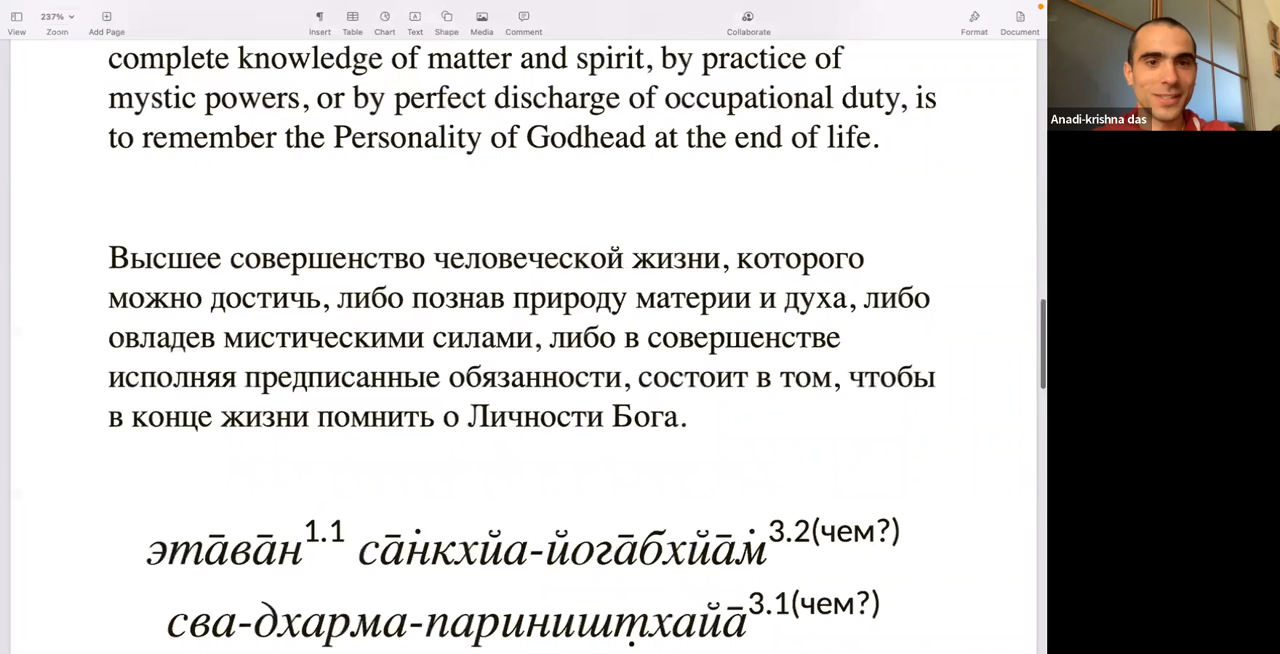 237%
View
Zoom
Add Page
Insert
Table
Chart
Text
Shape
Media
Comment
Collaborate
Format
Document
complete knowledge of matter and spirit, by practice of
mystic powers, or by perfect discharge of occupational duty, is
to remember the Personality of Godhead at the end of life.
Высшее совершенство человеческой жизни, которого
можно достичь, либо познав природу материи и духа, либо
овладев мистическими силами, либо в совершенстве
исполняя предписанные обязанности, состоит в том, чтобы
в конце жизни помнить о Личности Бога.
эта̄ва̄н1.1 са̄н̇кхйа-йога̄бхйа̄м̇3.2(чем?)
сва-дхарма-париништ̣хайа̄3.1(чем?)
Anadi-krishna das